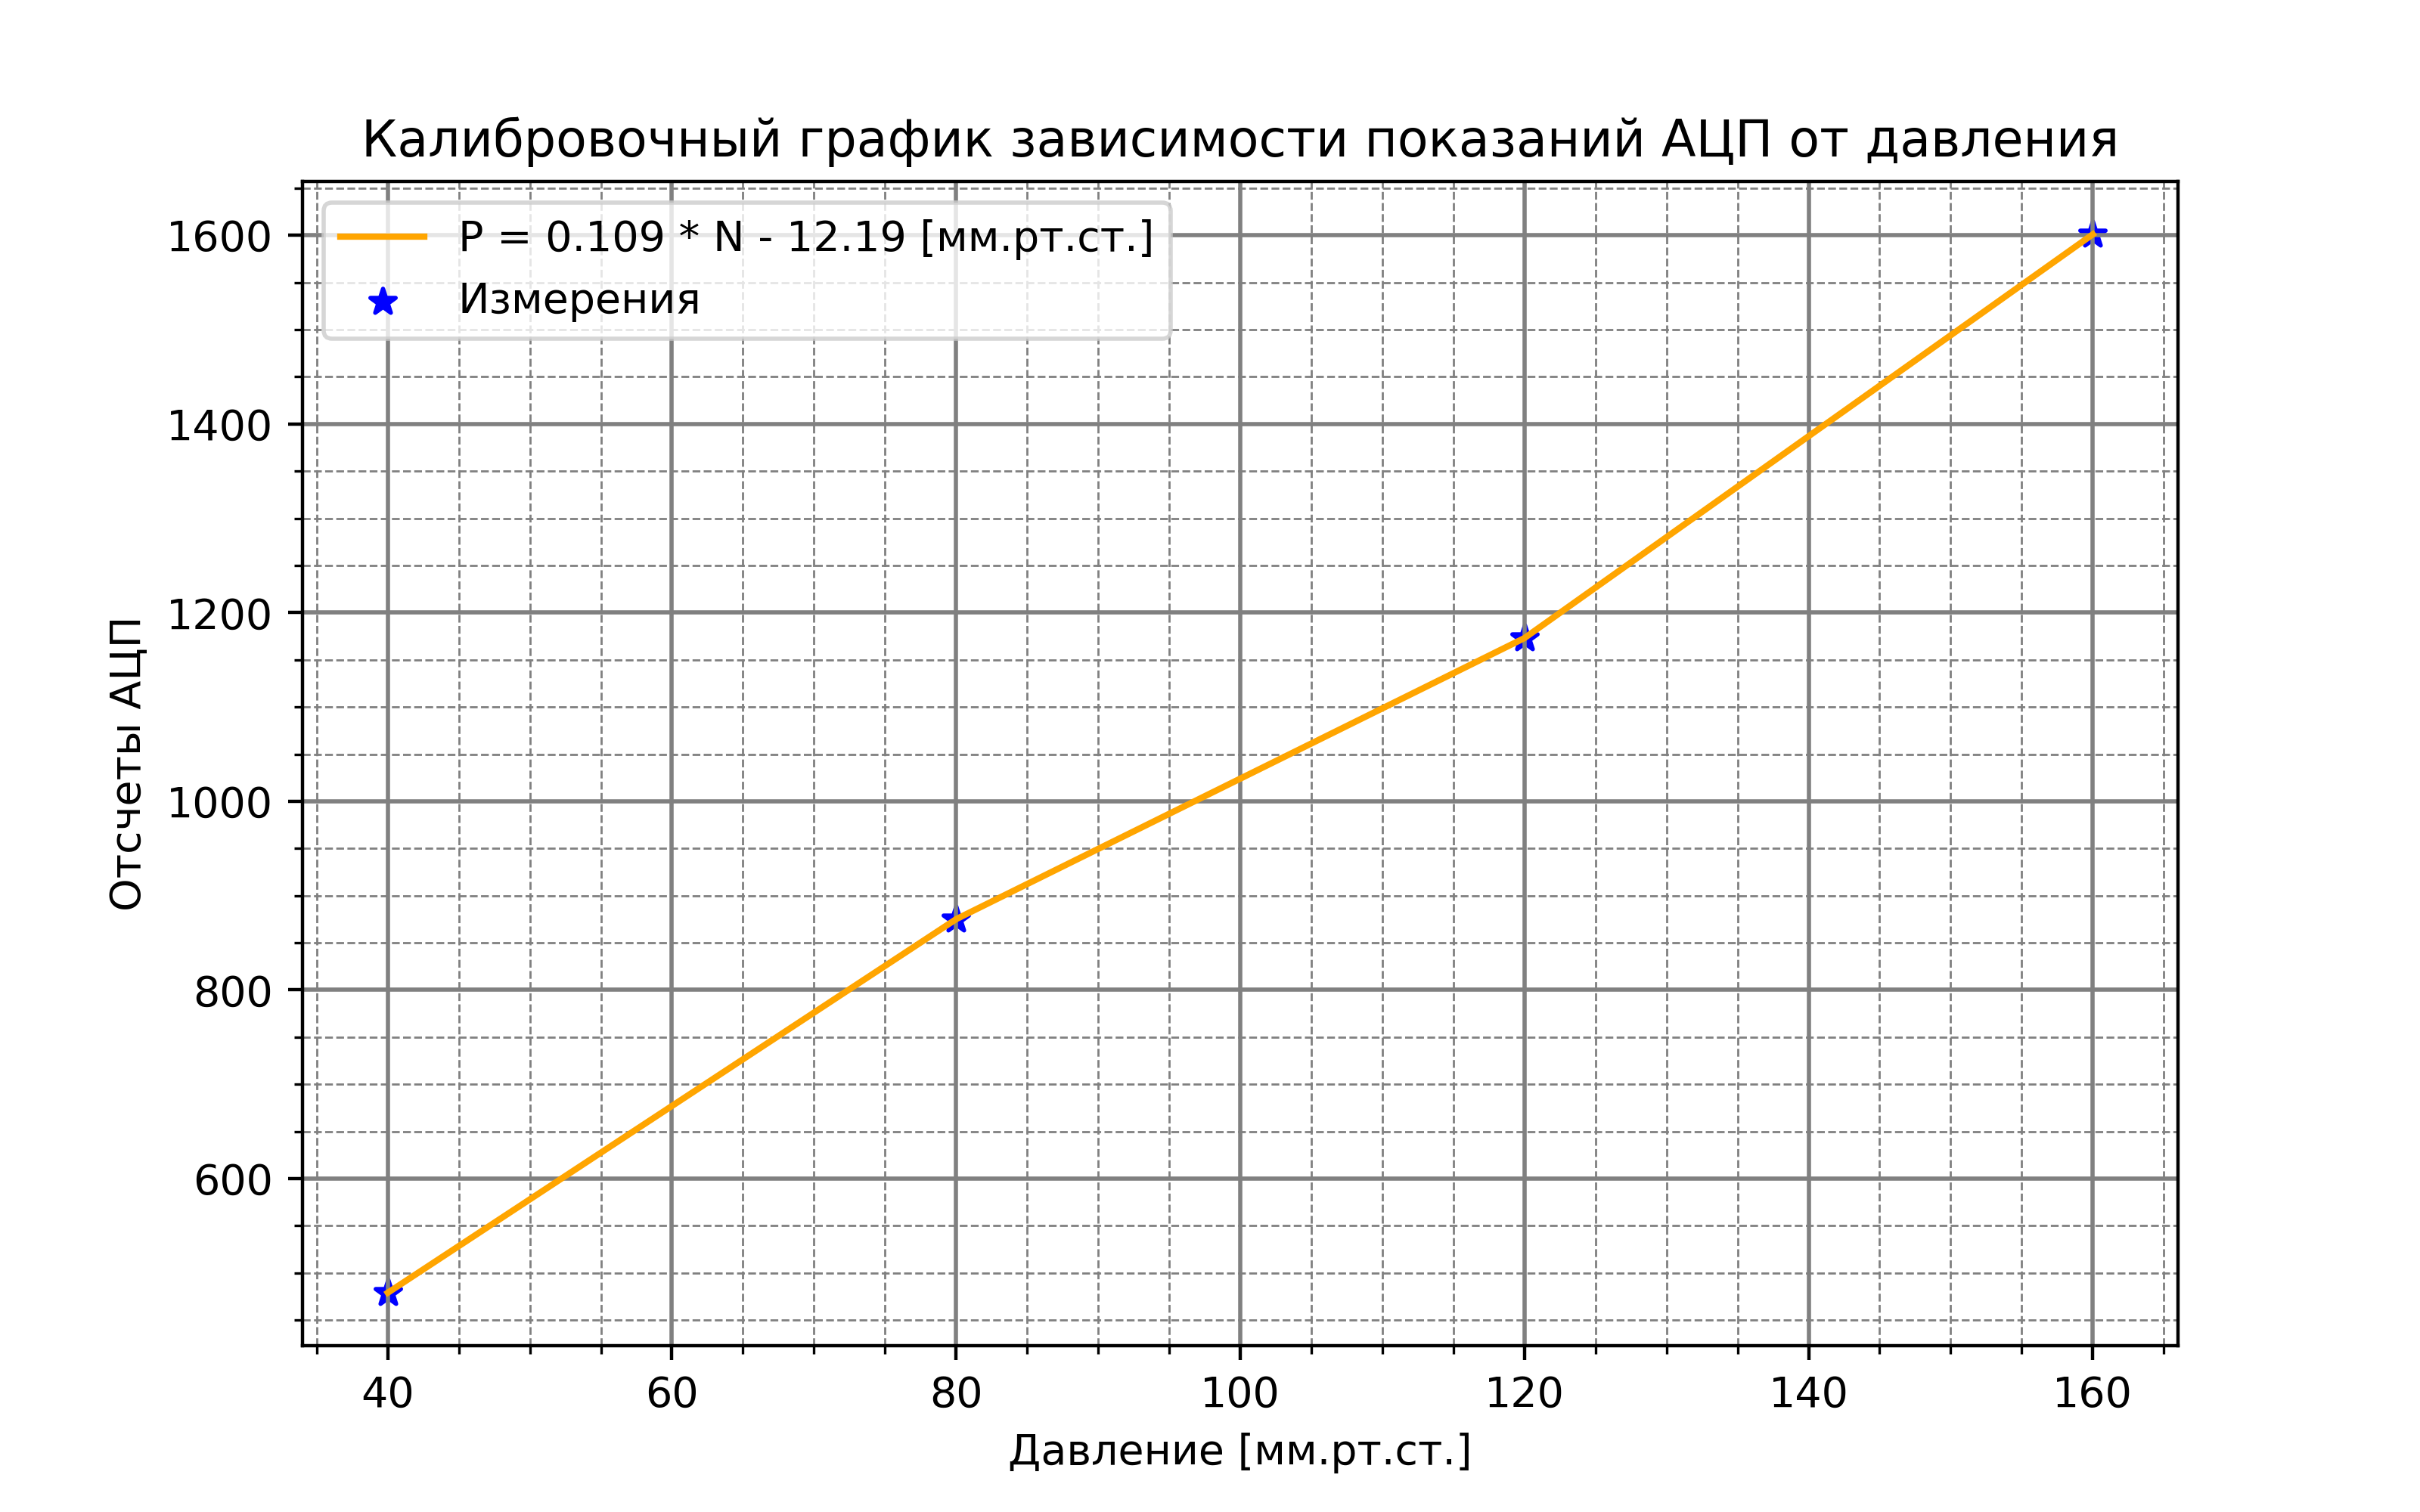 Калибровочный график зависимости показаний АЦП от давления
P = 0.109 * N - 12.19 [мм.рт.ст.]
Измерения
Отсчеты АЦП
1600
1400
1200
1000
800
600
40 60 80 100 120 140 160
Давление [мм.рт.ст.]